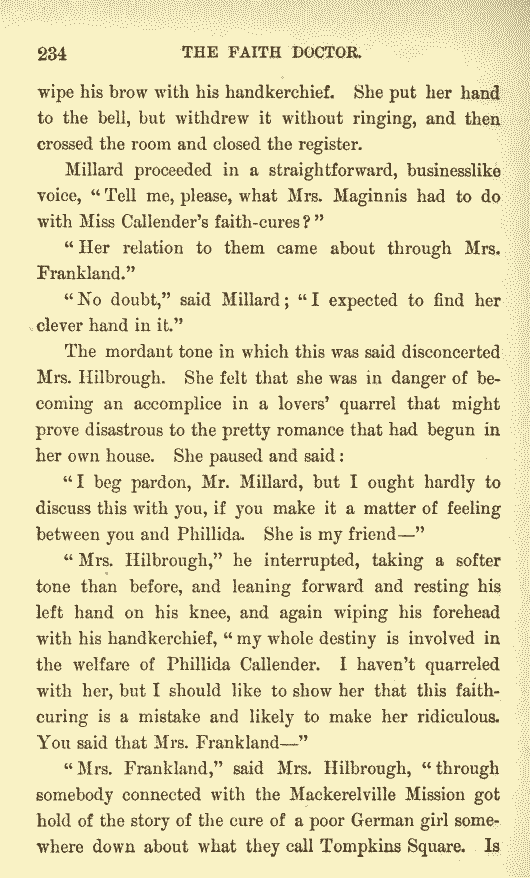 234 THE FAITH DOCTOR.
wipe his brow with his handkerchief. She put her hand
to the bell, but withdrew it without ringing, and then
crossed the room and closed the register.
Millard proceeded in a straightforward, businesslike
voice, “Tell me, please, what Mrs. Maginnis had to do
with Miss Callender’s faith-cures?”
“Her relation to them came about through Mrs.
Frankland.”
“No doubt,” said Millard; “I expected to find her
clever hand in it.”
The mordant tone in which this was said disconcerted
Mrs. Hilbrough. She felt that she was in danger of be-
coming an accomplice in a lovers’ quarrel that might
prove disastrous to the pretty romance that had begun in
her own house. She paused and said:
“I beg pardon, Mr. Millard, but I ought hardly to
discuss this with you, if you make it a matter of feeling
between you and Phillida. She is my friend—”
“Mrs. Hilbrough,” he interrupted, taking a softer
tone than before, and leaning forward and resting his
left hand on his knee, and again wiping his forehead
with his handkerchief, “my whole destiny is involved in
the welfare of Phillida Callender. I haven’t quarreled
with her, but I should like to show her that this faith-
curing is a mistake and likely to make her ridiculous.
You said that Mrs. Frankland—”
“Mrs. Frankland,” said Mrs. Hilbrough, “through
somebody connected with the Mackerelville Mission got
hold of the story of the cure of a poor German girl some-
where down about what they call Tompkins Square. Is